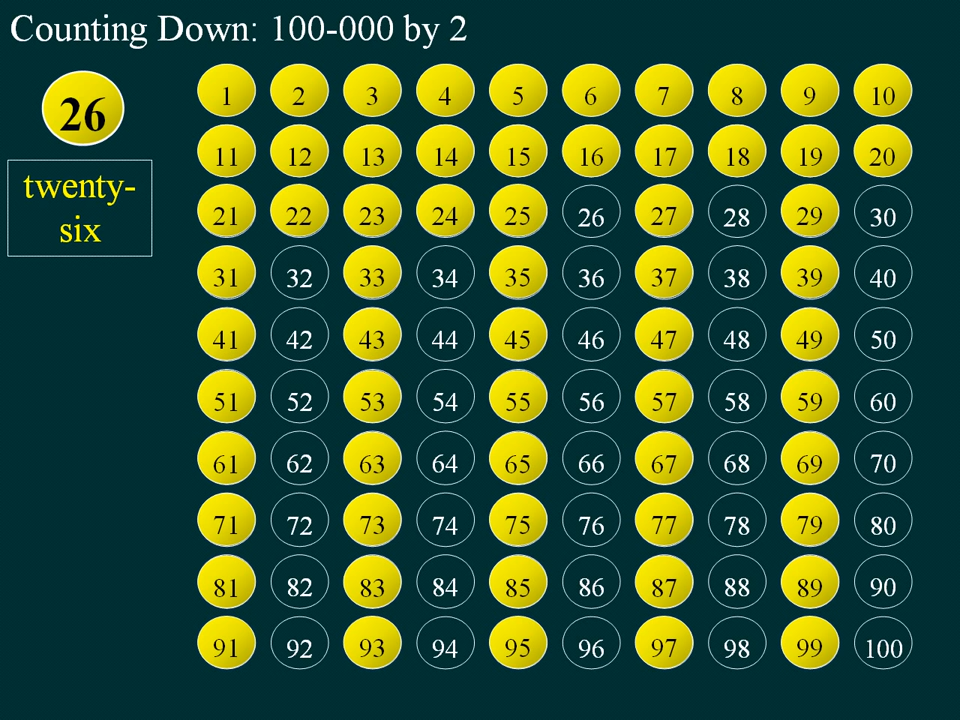 Counting Down: 100-000 by 2
26
twenty-
six
1 2 3 4 5 6 7 8 9 10
11 12 13 14 15 16 17 18 19 20
21 22 23 24 25 26 27 28 29 30
31 32 33 34 35 36 37 38 39 40
41 42 43 44 45 46 47 48 49 50
51 52 53 54 55 56 57 58 59 60
61 62 63 64 65 66 67 68 69 70
71 72 73 74 75 76 77 78 79 80
81 82 83 84 85 86 87 88 89 90
91 92 93 94 95 96 97 98 99 100